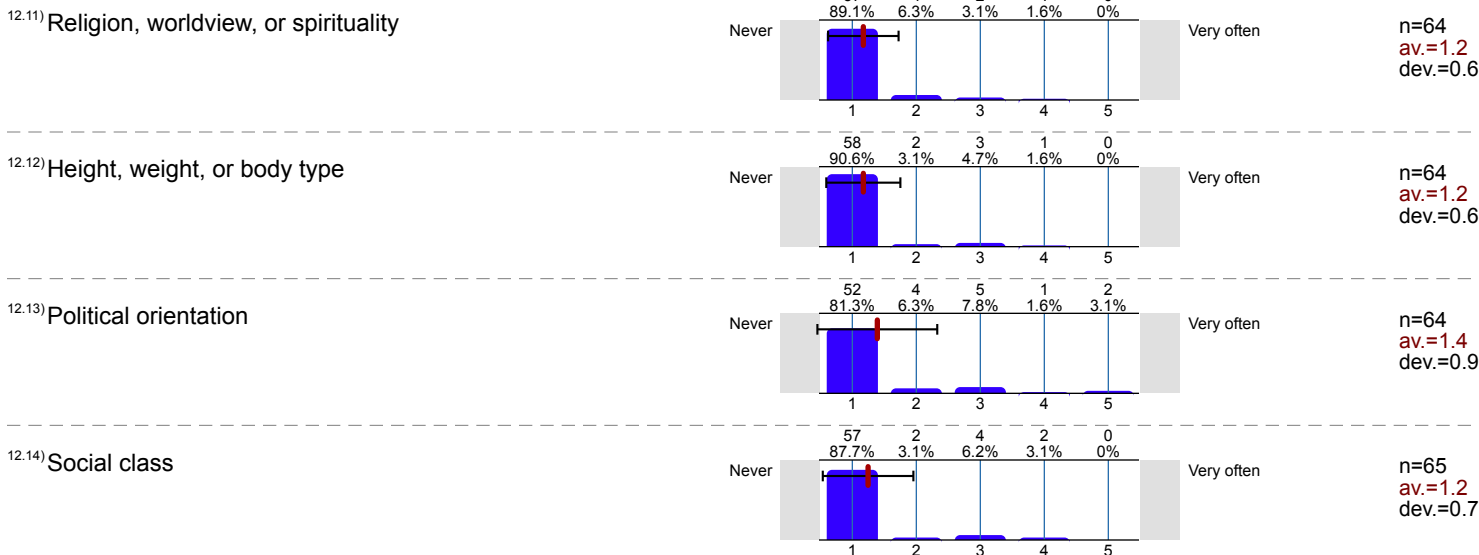 89.1% 6.3% 3.1% 1.6% 0%
12.11) Religion, worldview, or spirituality
Never Very often
n=64
av.=1.2
dev.=0.6
1 2 3 4 5
58 2 3 1 0
90.6% 3.1% 4.7% 1.6% 0%
12.12) Height, weight, or body type
Never Very often
n=64
av.=1.2
dev.=0.6
1 2 3 4 5
52 4 5 1 2
81.3% 6.3% 7.8% 1.6% 3.1%
12.13) Political orientation
Never Very often
n=64
av.=1.4
dev.=0.9
1 2 3 4 5
57 2 4 2 0
87.7% 3.1% 6.2% 3.1% 0%
12.14) Social class
Never Very often
n=65
av.=1.2
dev.=0.7
1 2 3 4 5